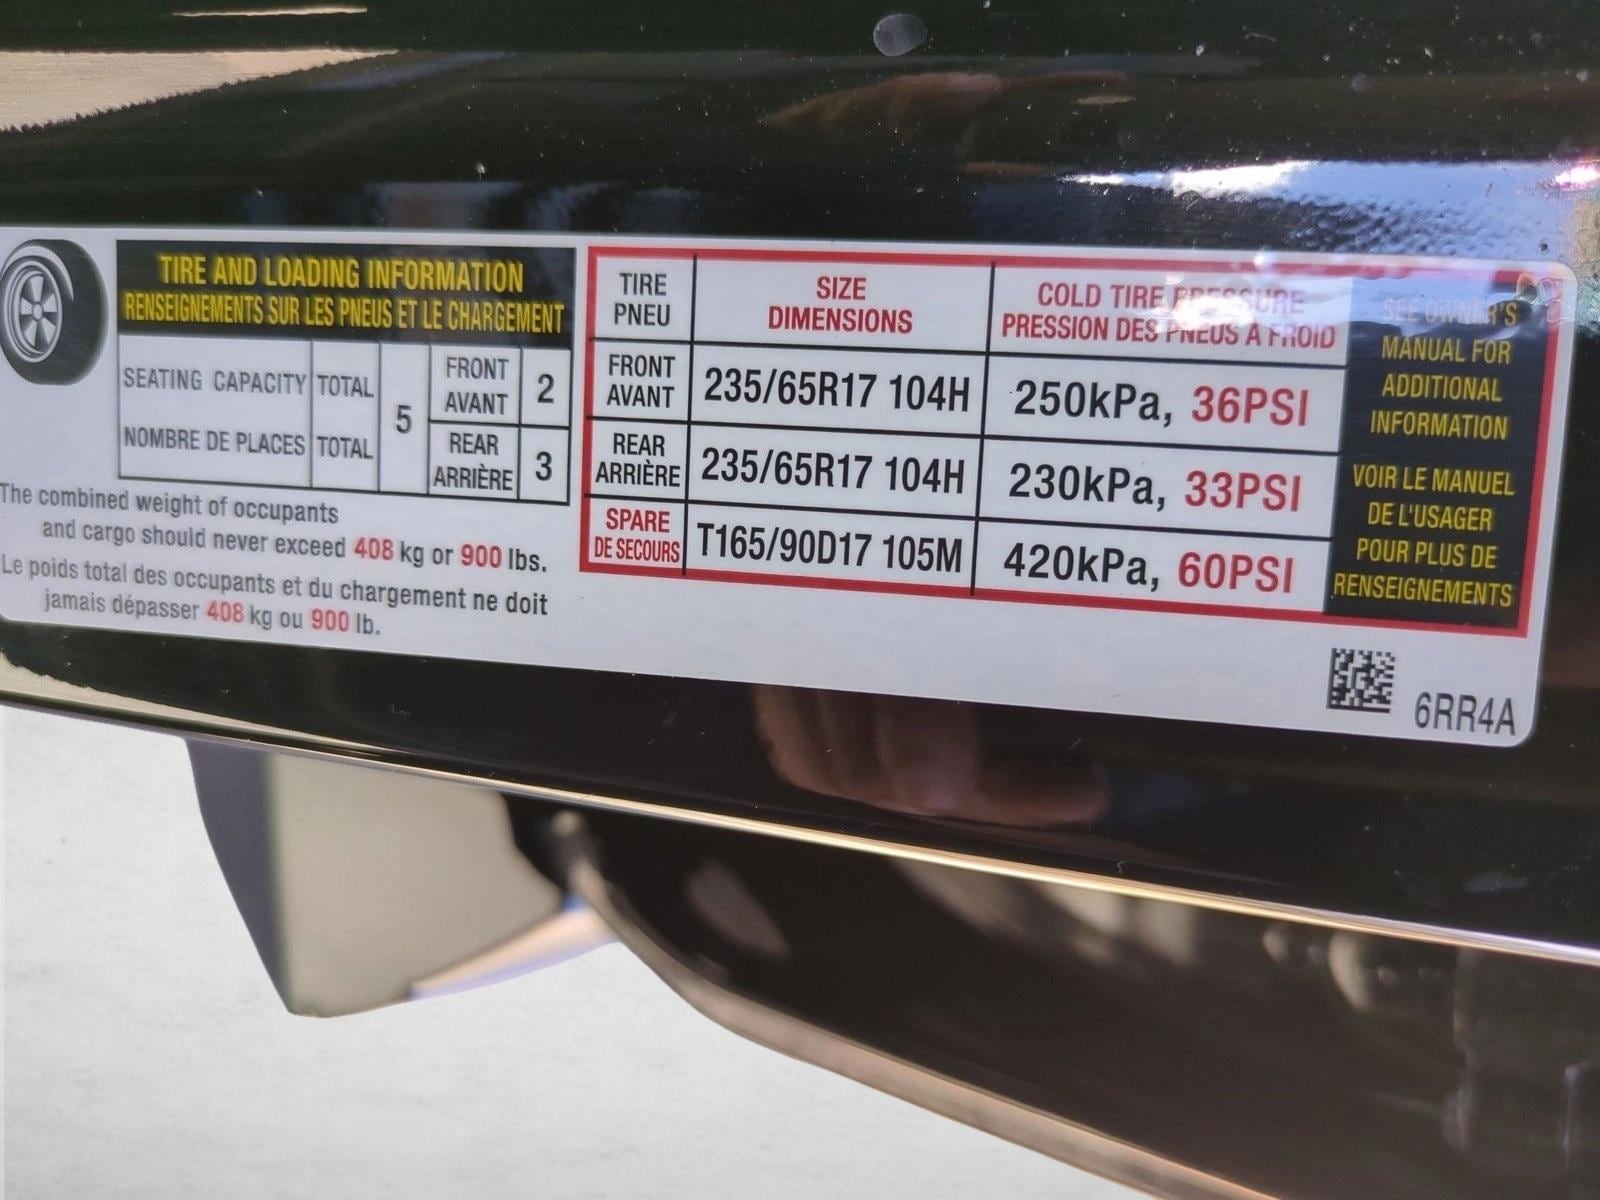 TIRE AND LOADING INFORMATION
RENSEIGNEMENTS SUR LES PNEUS ET LE CHARGEMENT
SEATING CAPACITY TOTAL
NOMBRE DE PLACES TOTAL
5
FRONT
AVANT
2
REAR
ARRIÈRE
3
The combined weight of occupants
and cargo should never exceed 408 kg or 900 lbs.
Le poids total des occupants et du chargement ne doit
jamais dépasser 408 kg ou 900 lb.
TIRE
PNEU
SIZE
DIMENSIONS
COLD TIRE PRESSURE
PRESSION DES PNEUS À FROID
FRONT
AVANT
235/65R17 104H
250kPa, 36PSI
REAR
ARRIÈRE
235/65R17 104H
230kPa, 33PSI
SPARE
DE SECOURS
T165/90D17 105M
420kPa, 60PSI
SEE OWNER'S
MANUAL FOR
ADDITIONAL
INFORMATION
VOIR LE MANUEL
DE L'USAGER
POUR PLUS DE
RENSEIGNEMENTS
6RR4A